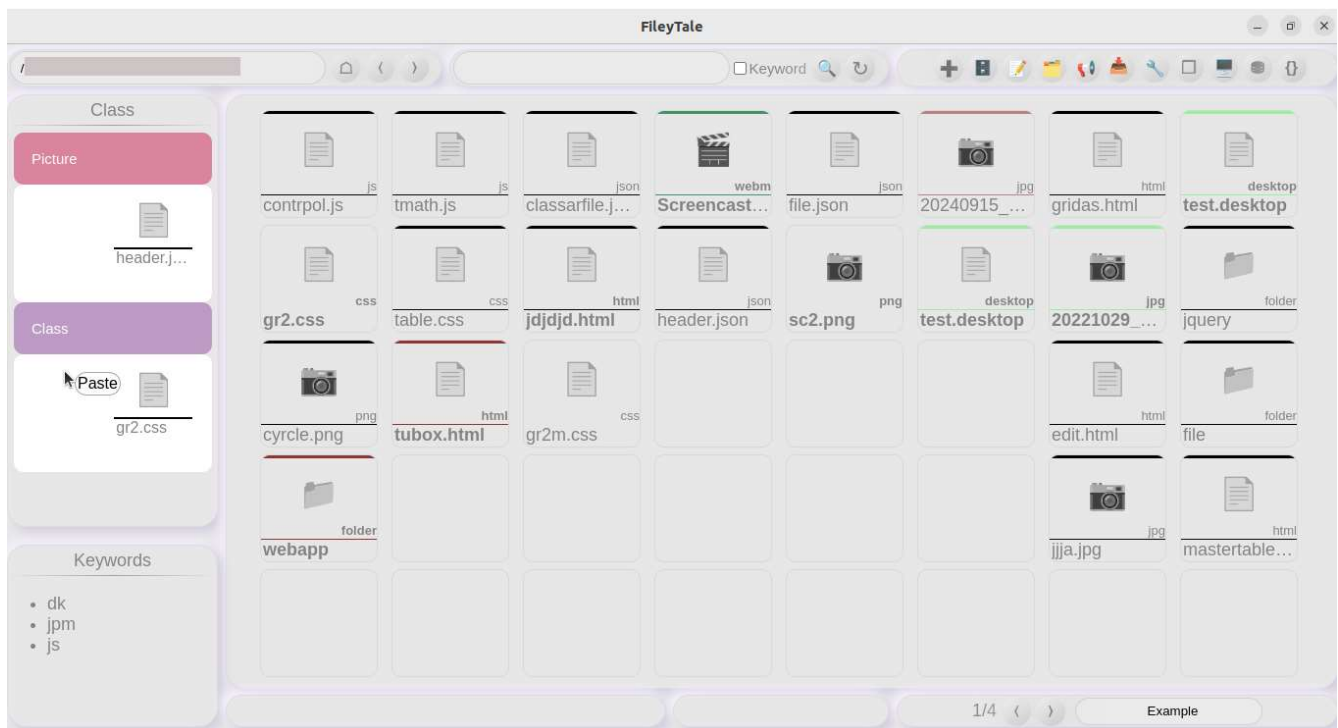 FileyTale
/
Keyword
{}
Class
Picture
header.j...
Class
Paste
gr2.css
Keywords
dk
jpm
js
js
contrpol.js
js
tmath.js
json
classarfile.j...
webm
Screencast...
json
file.json
jpg
20240915_...
html
gridas.html
desktop
test.desktop
css
gr2.css
css
table.css
html
jdjdjd.html
json
header.json
png
sc2.png
desktop
test.desktop
jpg
20221029_...
folder
jquery
png
cyrcle.png
html
tubox.html
css
gr2m.css
html
edit.html
folder
file
folder
webapp
jpg
jjja.jpg
html
mastertable...
1/4
Example